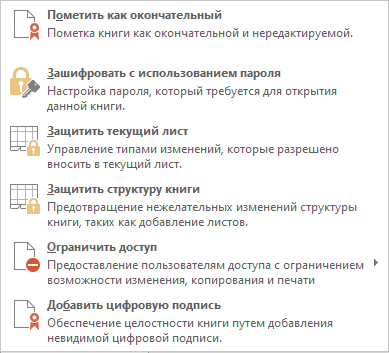 Пометить как окончательный
Пометка книги как окончательной и нередактируемой.
Зашифровать с использованием пароля
Настройка пароля, который требуется для открытия
данной книги.
Защитить текущий лист
Управление типами изменений, которые разрешено
вносить в текущий лист.
Защитить структуру книги
Предотвращение нежелательных изменений структуры
книги, таких как добавление листов.
Ограничить доступ
Предоставление пользователям доступа с ограничением
возможности изменения, копирования и печати
Добавить цифровую подпись
Обеспечение целостности книги путем добавления
невидимой цифровой подписи.